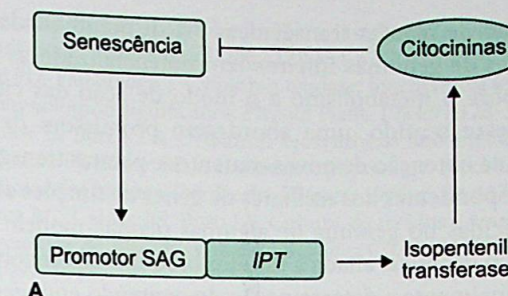 Senescência
Citocininas
Promotor SAG
IPT
Isopentenil
transferase
A